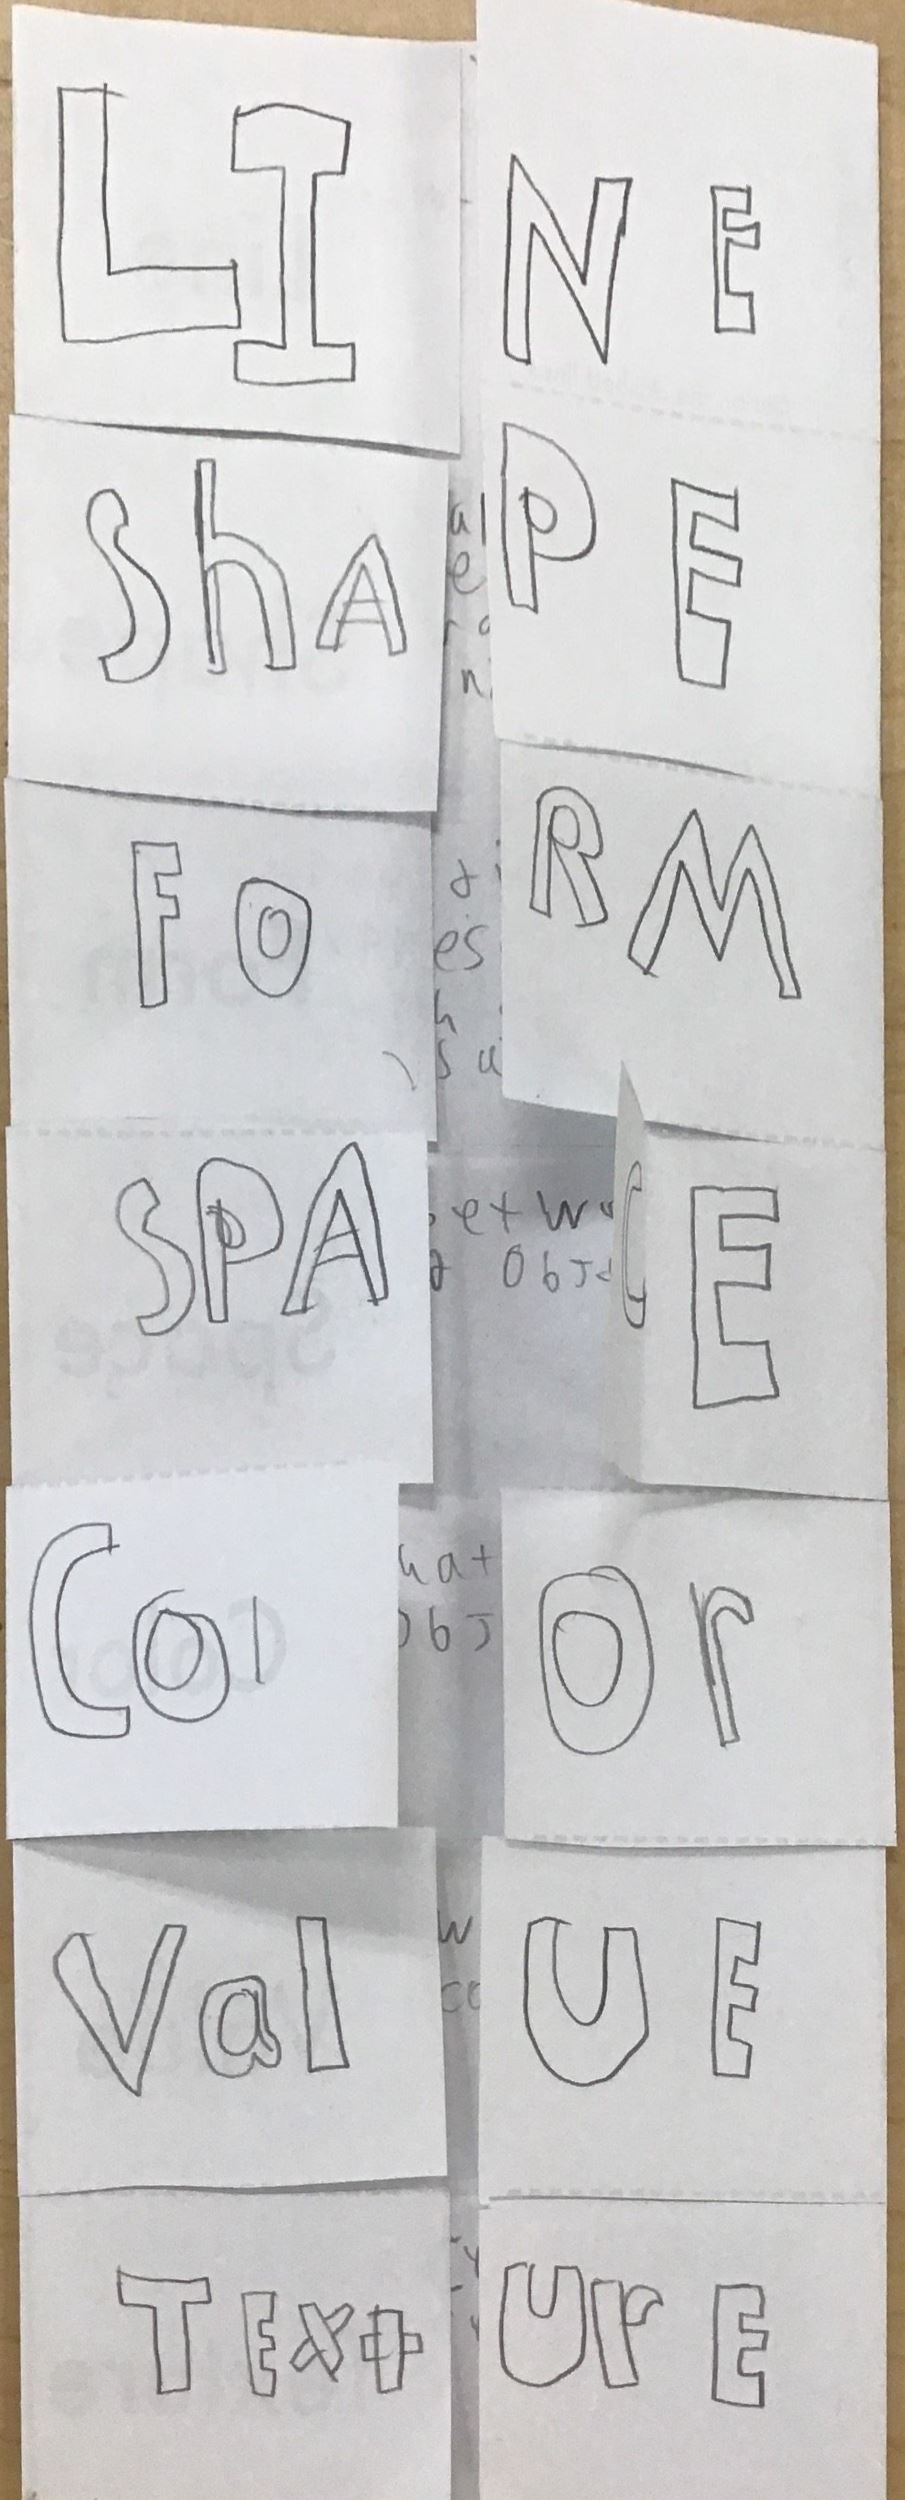 LINE
ShAPE
FORM
SPACE
Color
ValUE
TExtUrE